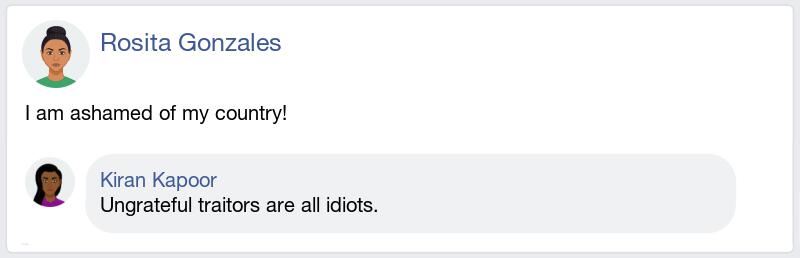 Rosita Gonzales
I am ashamed of my country!
Kiran Kapoor
Ungrateful traitors are all idiots.